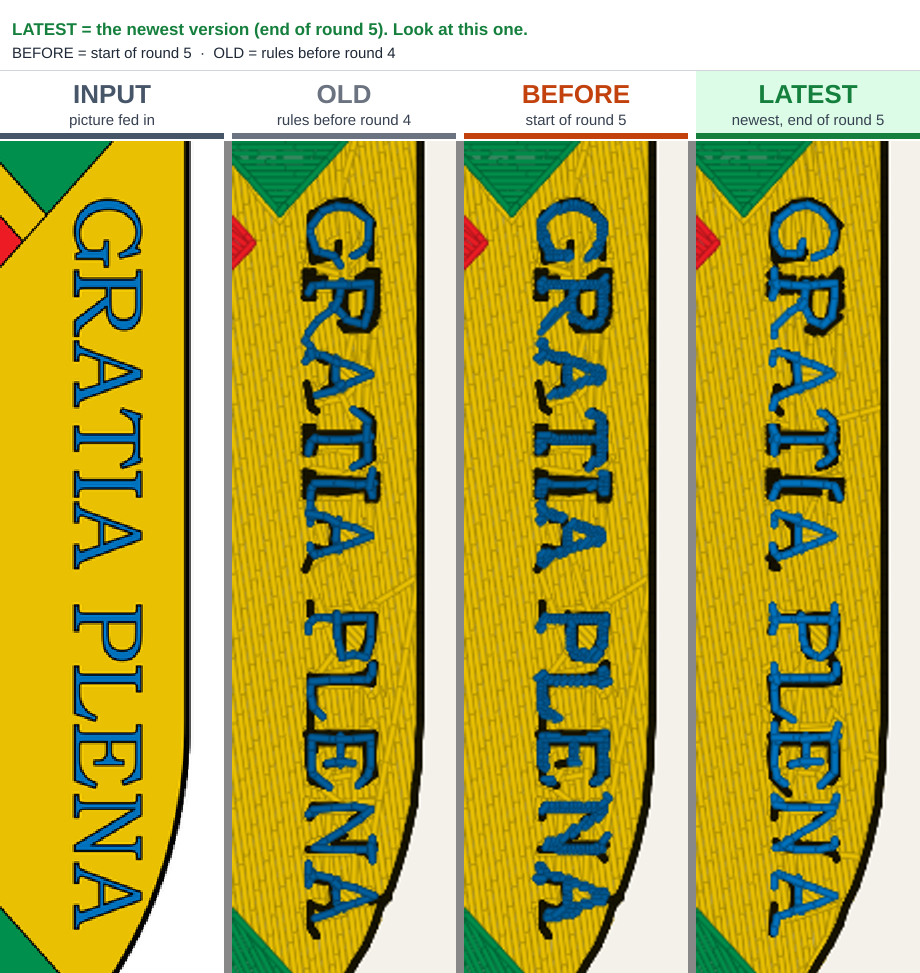 LATEST = the newest version (end of round 5). Look at this one.
BEFORE = start of round 5 · OLD = rules before round 4
INPUT
picture fed in
OLD
rules before round 4
BEFORE
start of round 5
LATEST
newest, end of round 5
GRATIA PLENA
GRATIA PLENA
GRATIA PLENA
GRATIA PLENA